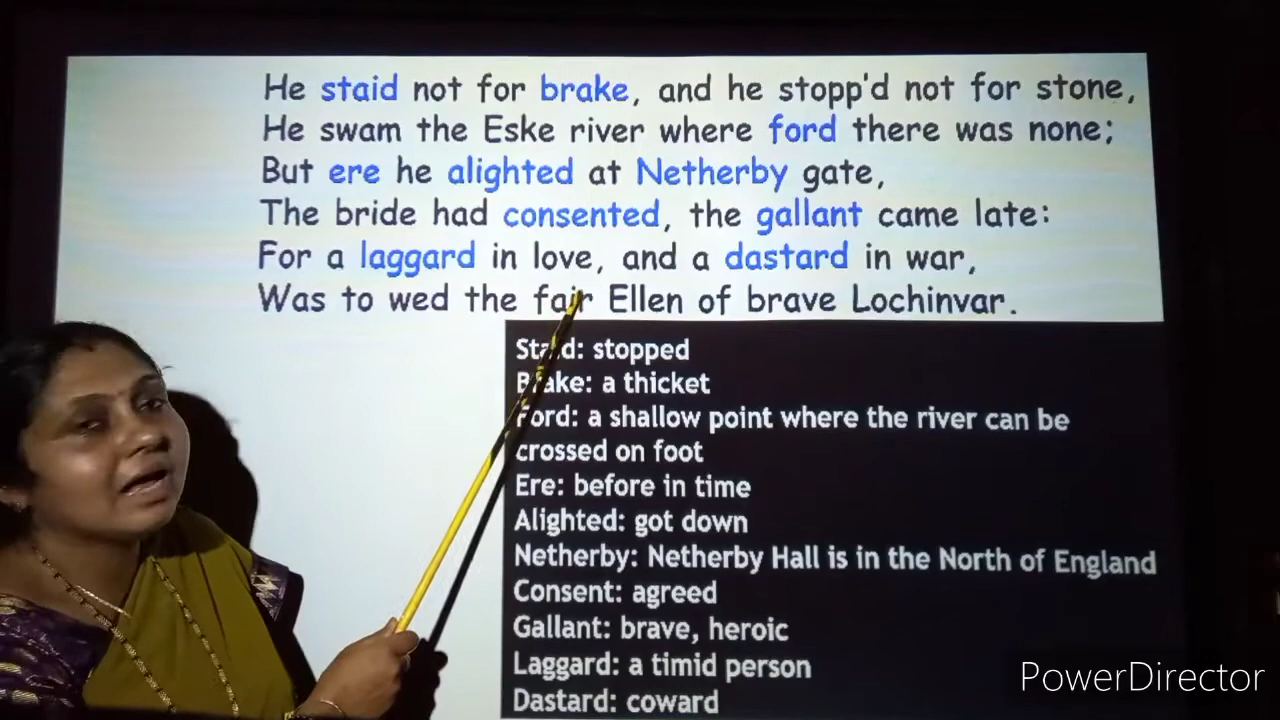 He staid not for brake, and he stopp'd not for stone,
He swam the Eske river where ford there was none;
But ere he alighted at Netherby gate,
The bride had consented, the gallant came late:
For a laggard in love, and a dastard in war,
Was to wed the fair Ellen of brave Lochinvar.
Staid: stopped
Brake: a thicket
Ford: a shallow point where the river can be
crossed on foot
Ere: before in time
Alighted: got down
Netherby: Netherby Hall is in the North of England
Consent: agreed
Gallant: brave, heroic
Laggard: a timid person
Dastard: coward
PowerDirector